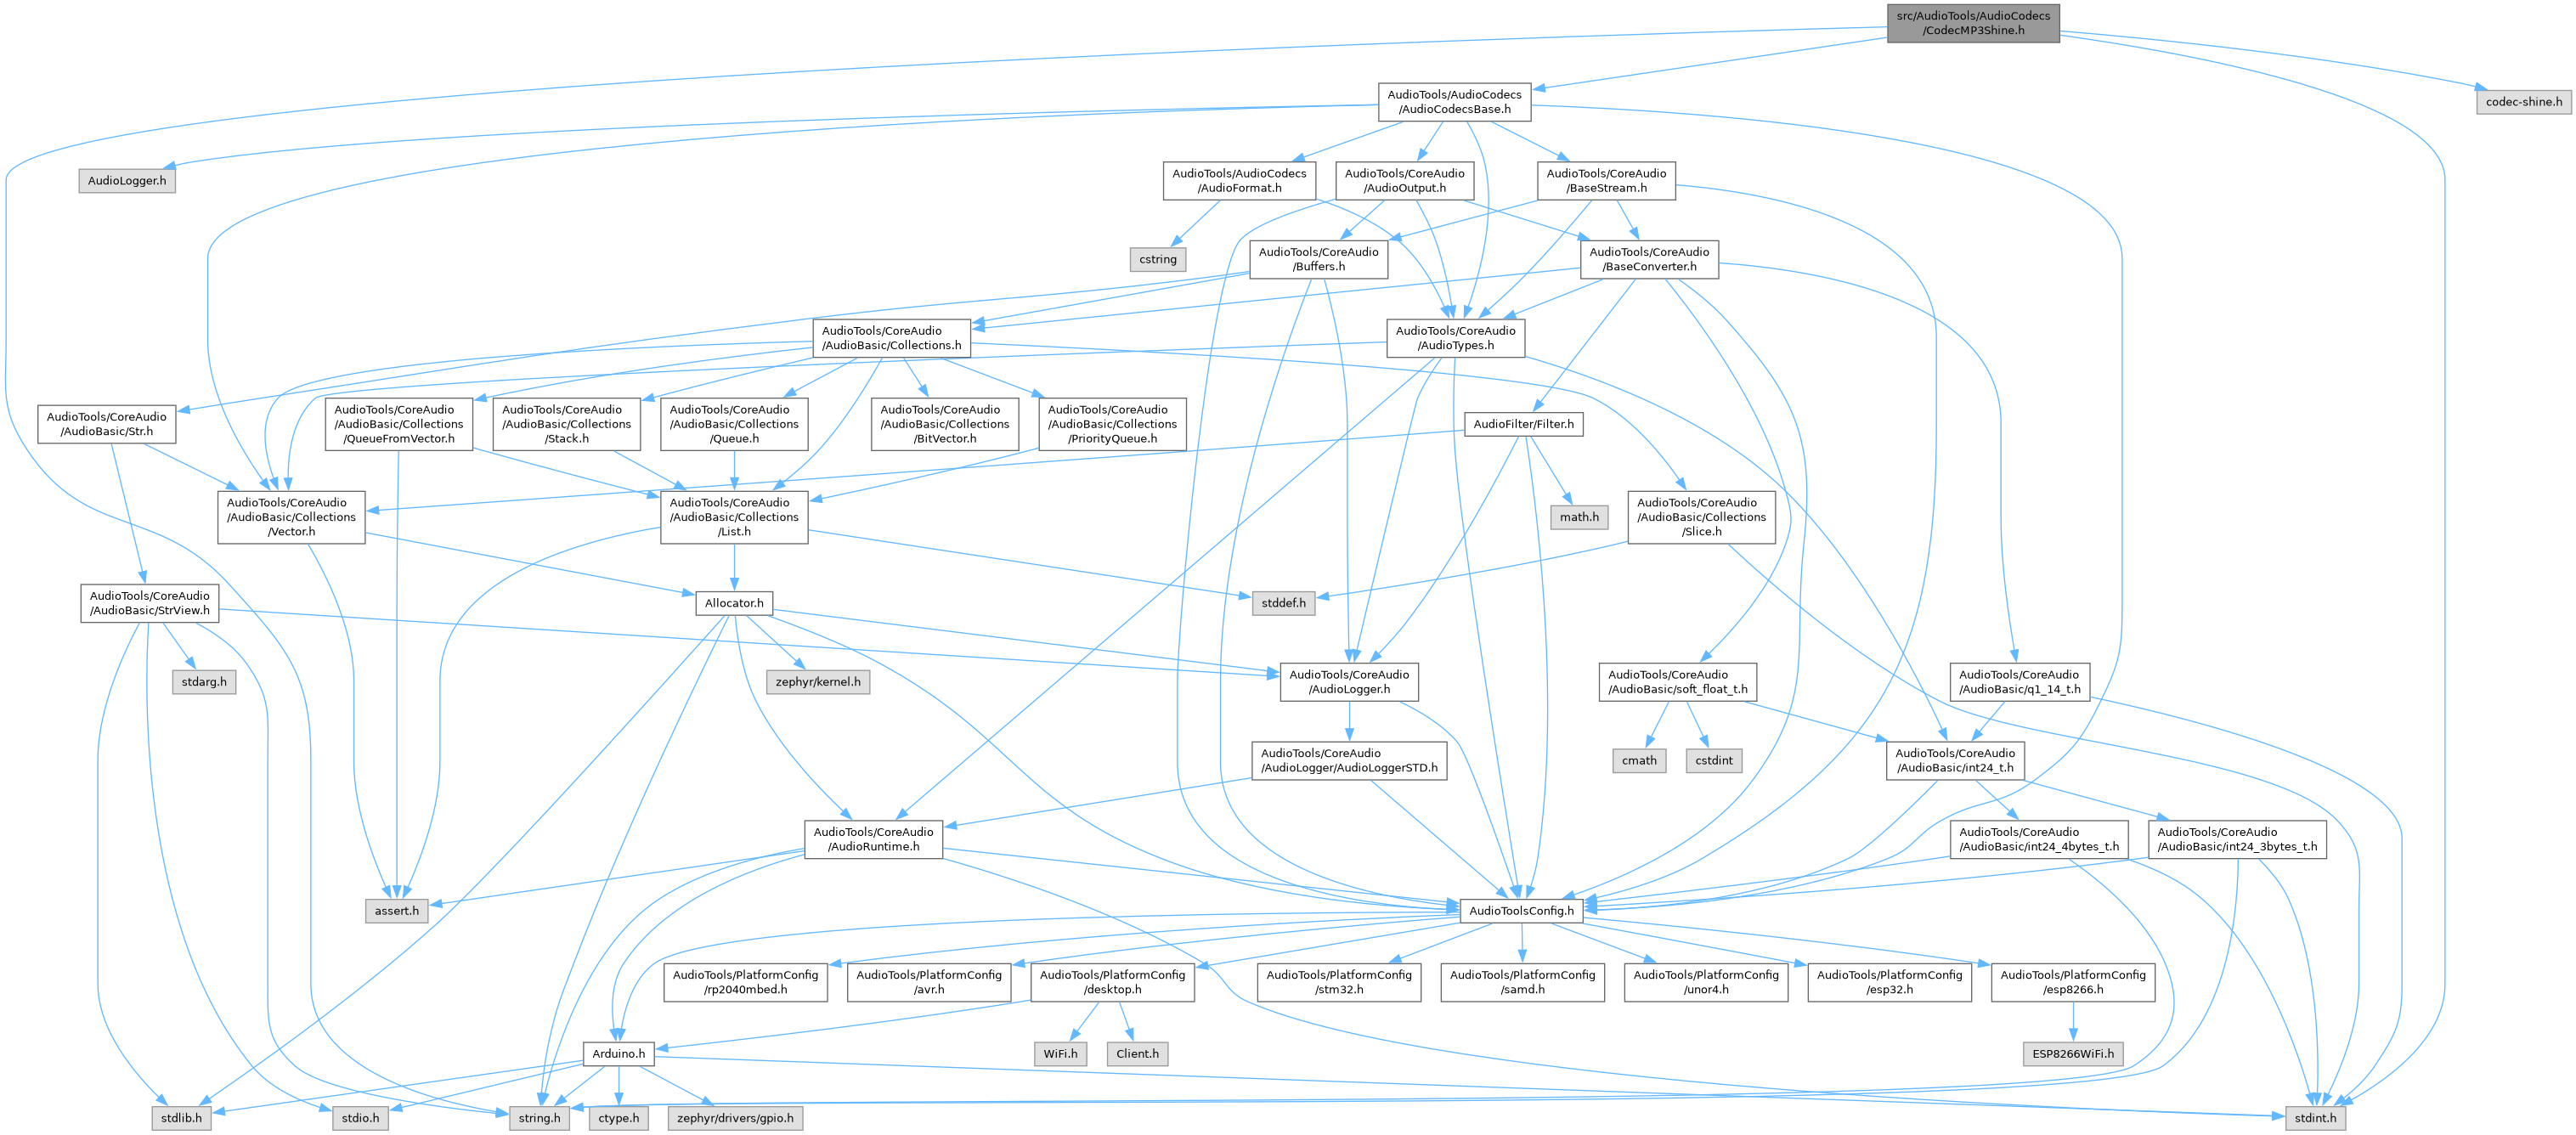 src/AudioTools/AudioCodecs
/CodecMP3Shine.h
AudioTools/AudioCodecs
/AudioCodecsBase.h
codec-shine.h
AudioLogger.h
AudioTools/AudioCodecs
/AudioFormat.h
AudioTools/CoreAudio
/AudioOutput.h
AudioTools/CoreAudio
/BaseStream.h
cstring
AudioTools/CoreAudio
/Buffers.h
AudioTools/CoreAudio
/BaseConverter.h
AudioTools/CoreAudio
/AudioBasic/Collections.h
AudioTools/CoreAudio
/AudioTypes.h
AudioTools/CoreAudio
/AudioBasic/Str.h
AudioTools/CoreAudio
/AudioBasic/Collections
/QueueFromVector.h
AudioTools/CoreAudio
/AudioBasic/Collections
/Stack.h
AudioTools/CoreAudio
/AudioBasic/Collections
/Queue.h
AudioTools/CoreAudio
/AudioBasic/Collections
/BitVector.h
AudioTools/CoreAudio
/AudioBasic/Collections
/PriorityQueue.h
AudioFilter/Filter.h
AudioTools/CoreAudio
/AudioBasic/Collections
/Vector.h
AudioTools/CoreAudio
/AudioBasic/Collections
/List.h
math.h
AudioTools/CoreAudio
/AudioBasic/Collections
/Slice.h
AudioTools/CoreAudio
/AudioBasic/StrView.h
Allocator.h
stddef.h
stdarg.h
zephyr/kernel.h
AudioTools/CoreAudio
/AudioLogger.h
AudioTools/CoreAudio
/AudioBasic/soft_float_t.h
AudioTools/CoreAudio
/AudioBasic/q1_14_t.h
AudioTools/CoreAudio
/AudioLogger/AudioLoggerSTD.h
cmath
cstdint
AudioTools/CoreAudio
/AudioBasic/int24_t.h
AudioTools/CoreAudio
/AudioRuntime.h
AudioTools/CoreAudio
/AudioBasic/int24_4bytes_t.h
AudioTools/CoreAudio
/AudioBasic/int24_3bytes_t.h
assert.h
AudioToolsConfig.h
AudioTools/PlatformConfig
/rp2040mbed.h
AudioTools/PlatformConfig
/avr.h
AudioTools/PlatformConfig
/desktop.h
AudioTools/PlatformConfig
/stm32.h
AudioTools/PlatformConfig
/samd.h
AudioTools/PlatformConfig
/unor4.h
AudioTools/PlatformConfig
/esp32.h
AudioTools/PlatformConfig
/esp8266.h
Arduino.h
WiFi.h
Client.h
ESP8266WiFi.h
stdlib.h
stdio.h
string.h
ctype.h
zephyr/drivers/gpio.h
stdint.h